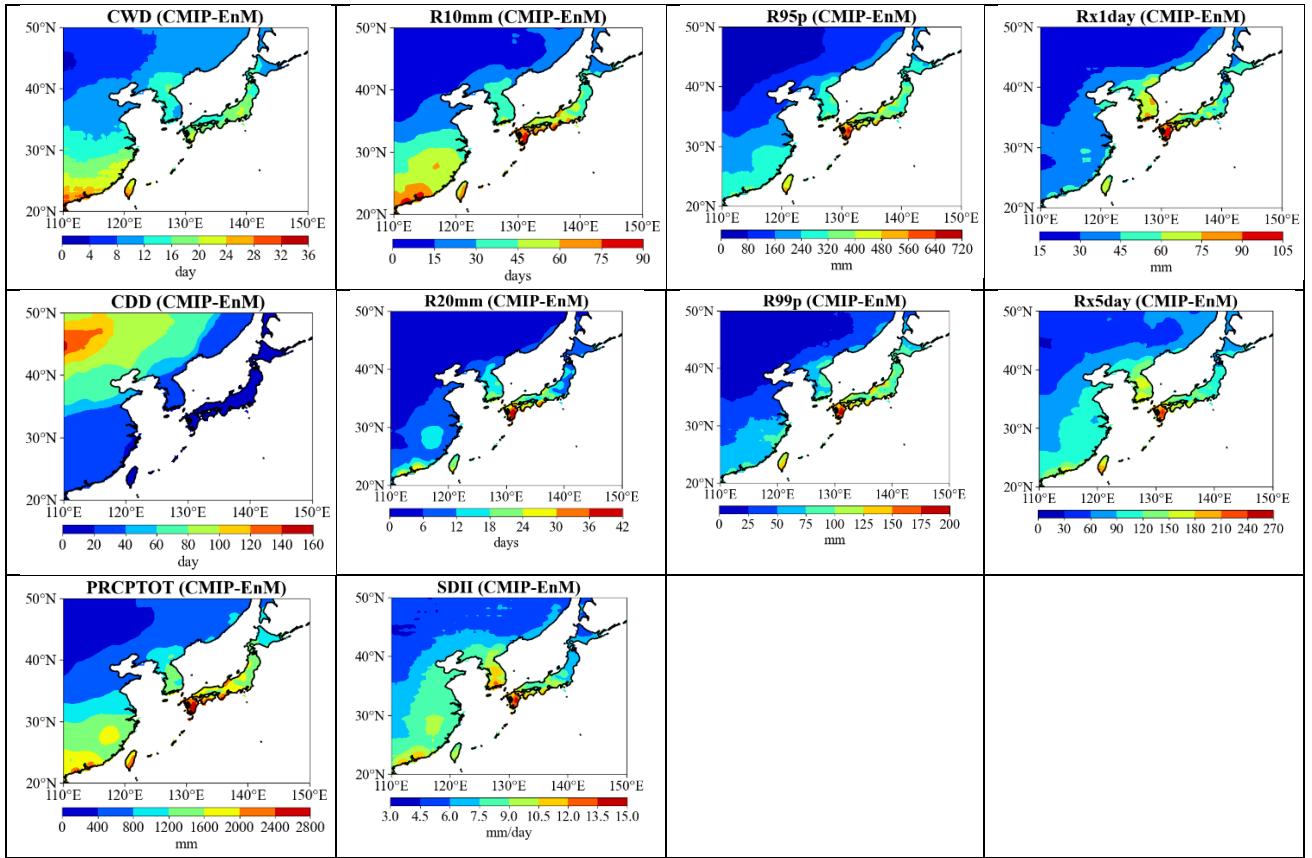 CWD (CMIP-EnM)
50°N
40°N
30°N
20°N
110°E 120°E 130°E 140°E 150°E
0 4 8 12 16 20 24 28 32 36
day
R10mm (CMIP-EnM)
50°N
40°N
30°N
20°N
110°E 120°E 130°E 140°E 150°E
0 15 30 45 60 75 90
days
R95p (CMIP-EnM)
50°N
40°N
30°N
20°N
110°E 120°E 130°E 140°E 150°E
0 80 160 240 320 400 480 560 640 720
mm
Rx1day (CMIP-EnM)
50°N
40°N
30°N
20°N
110°E 120°E 130°E 140°E 150°E
15 30 45 60 75 90 105
mm
CDD (CMIP-EnM)
50°N
40°N
30°N
20°N
110°E 120°E 130°E 140°E 150°E
0 20 40 60 80 100 120 140 160
day
R20mm (CMIP-EnM)
50°N
40°N
30°N
20°N
110°E 120°E 130°E 140°E 150°E
0 6 12 18 24 30 36 42
days
R99p (CMIP-EnM)
50°N
40°N
30°N
20°N
110°E 120°E 130°E 140°E 150°E
0 25 50 75 100 125 150 175 200
mm
Rx5day (CMIP-EnM)
50°N
40°N
30°N
20°N
110°E 120°E 130°E 140°E 150°E
0 30 60 90 120 150 180 210 240 270
mm
PRCPTOT (CMIP-EnM)
50°N
40°N
30°N
20°N
110°E 120°E 130°E 140°E 150°E
0 400 800 1200 1600 2000 2400 2800
mm
SDII (CMIP-EnM)
50°N
40°N
30°N
20°N
110°E 120°E 130°E 140°E 150°E
3.0 4.5 6.0 7.5 9.0 10.5 12.0 13.5 15.0
mm/day